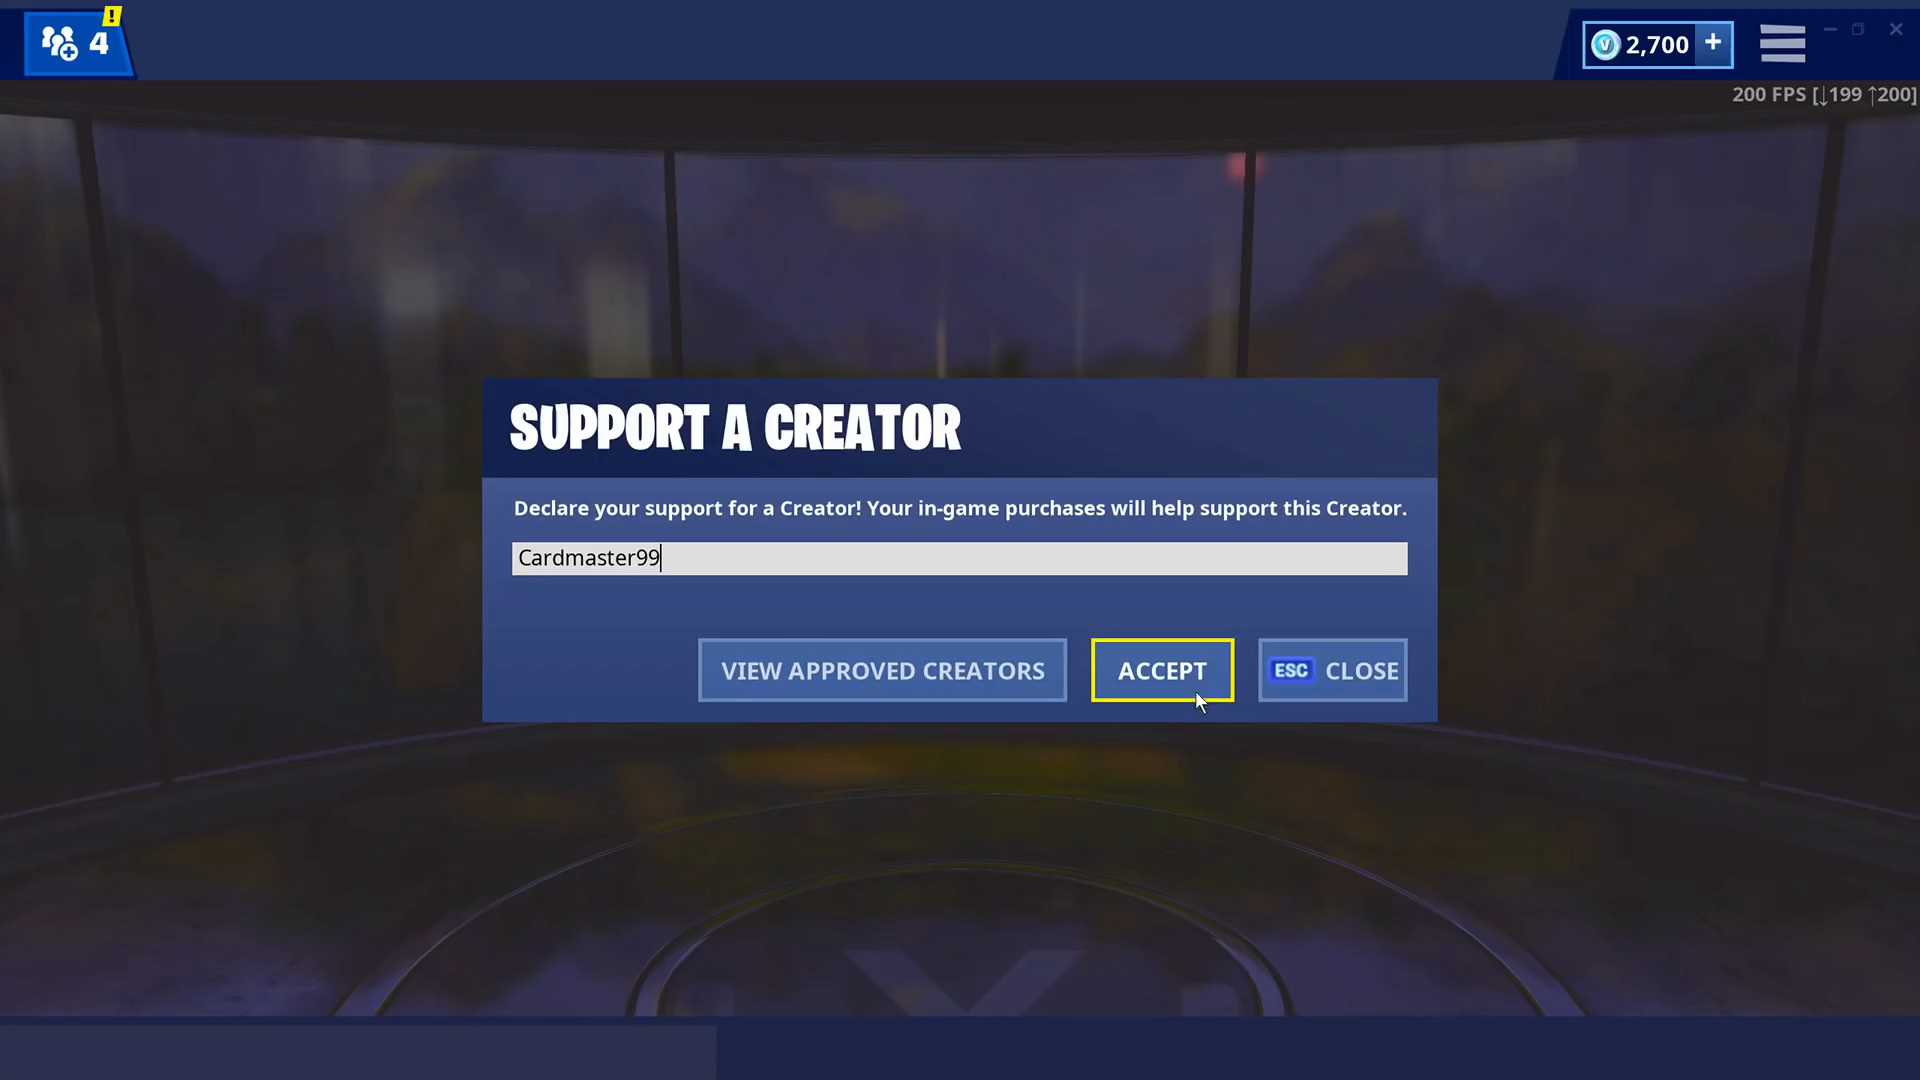 !
4
V 2,700 +
200 FPS [↓199 ↑200]
SUPPORT A CREATOR
Declare your support for a Creator! Your in-game purchases will help support this Creator.
Cardmaster99
VIEW APPROVED CREATORS
ACCEPT
ESC CLOSE